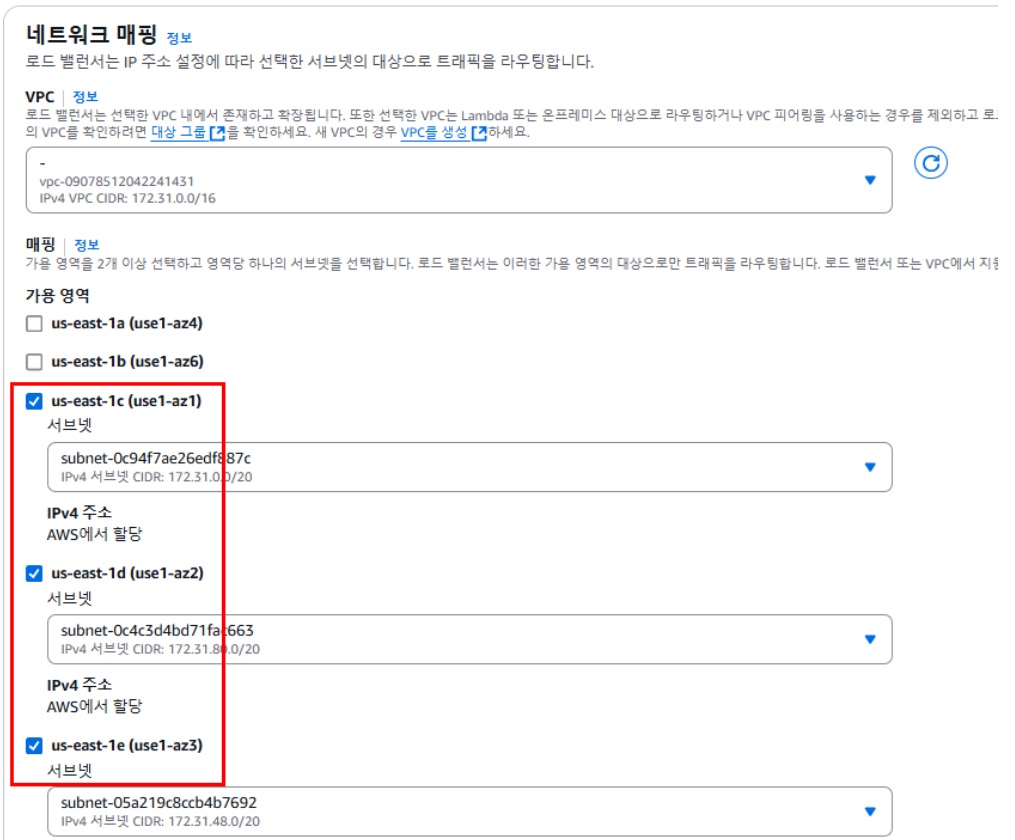 네트워크 매핑 정보
로드 밸런서는 IP 주소 설정에 따라 선택한 서브넷의 대상으로 트래픽을 라우팅합니다.
VPC 정보
로드 밸런서는 선택한 VPC 내에서 존재하고 확장됩니다. 또한 선택한 VPC는 Lambda 또는 온프레미스 대상으로 라우팅하거나 VPC 피어링을 사용하는 경우를 제외하고 로
의 VPC를 확인하려면 대상 그룹을 확인하세요. 새 VPC의 경우 VPC를 생성하세요.
-
vpc-09078512042241431
IPv4 VPC CIDR: 172.31.0.0/16
매핑 정보
가용 영역을 2개 이상 선택하고 영역당 하나의 서브넷을 선택합니다. 로드 밸런서는 이러한 가용 영역의 대상으로만 트래픽을 라우팅합니다. 로드 밸런서 또는 VPC에서 지원
가용 영역
us-east-1a (use1-az4)
us-east-1b (use1-az6)
us-east-1c (use1-az1)
서브넷
subnet-0c94f7ae26edf887c
IPv4 서브넷 CIDR: 172.31.0.0/20
IPv4 주소
AWS에서 할당
us-east-1d (use1-az2)
서브넷
subnet-0c4c3d4bd71fac663
IPv4 서브넷 CIDR: 172.31.80.0/20
IPv4 주소
AWS에서 할당
us-east-1e (use1-az3)
서브넷
subnet-05a219c8ccb4b7692
IPv4 서브넷 CIDR: 172.31.48.0/20